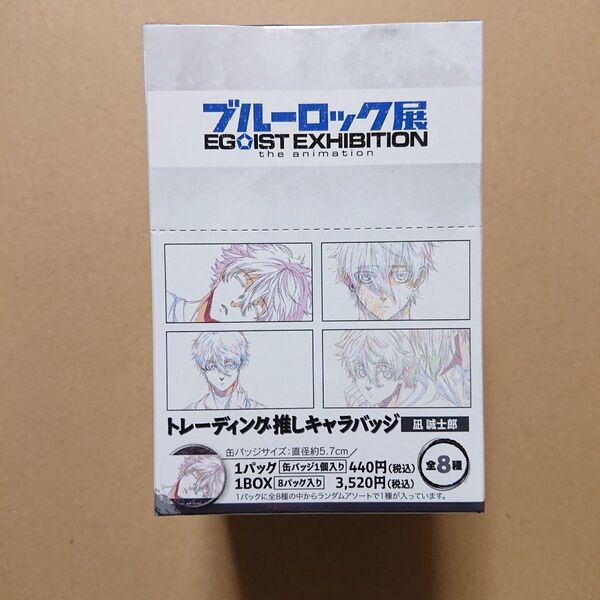 ブルーロック展
EGOIST EXHIBITION
the animation
トレーディング推しキャラバッジ 凪 誠士郎
缶バッジサイズ:直径約5.7cm
1パック 缶バッジ1個入り 440円(税込)
1BOX 8パック入り 3,520円(税込)
全8種
1パックに全8種の中からランダムアソートで1種が入っています。